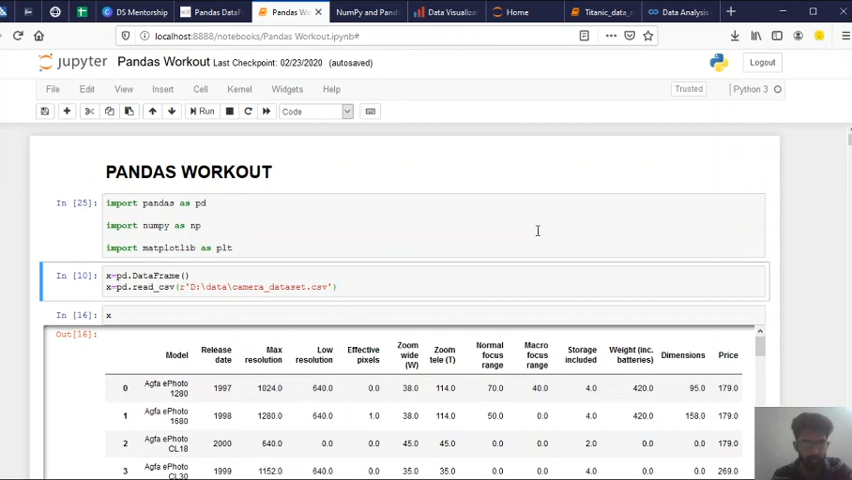 DS Mentorship
Pandas DataF
Pandas Wo
NumPy and Panda
Data Visualiza
Home
Titanic_data_
Data Analysis
localhost:8888/notebooks/Pandas Workout.ipynb#
jupyter Pandas Workout Last Checkpoint: 02/23/2020 (autosaved)
Logout
File Edit View Insert Cell Kernel Widgets Help
Trusted Python 3
Run Code
PANDAS WORKOUT
In [25]: import pandas as pd
import numpy as np
import matplotlib as plt
In [10]: x=pd.DataFrame()
x=pd.read_csv(r'D:\data\camera_dataset.csv')
In [16]: x
Out[16]:
Model Release date Max resolution Low resolution Effective pixels Zoom wide (W) Zoom tele (T) Normal focus range Macro focus range Storage included Weight (inc. batteries) Dimensions Price
0 Agfa ePhoto 1280 1997 1024.0 640.0 0.0 38.0 114.0 70.0 40.0 4.0 420.0 95.0 179.0
1 Agfa ePhoto 1680 1998 1280.0 640.0 1.0 38.0 114.0 50.0 0.0 4.0 420.0 158.0 179.0
2 Agfa ePhoto CL18 2000 640.0 0.0 0.0 45.0 45.0 0.0 0.0 2.0 0.0 0.0 179.0
3 Agfa ePhoto CL30 1999 1152.0 640.0 0.0 35.0 35.0 0.0 0.0 4.0 0.0 0.0 269.0